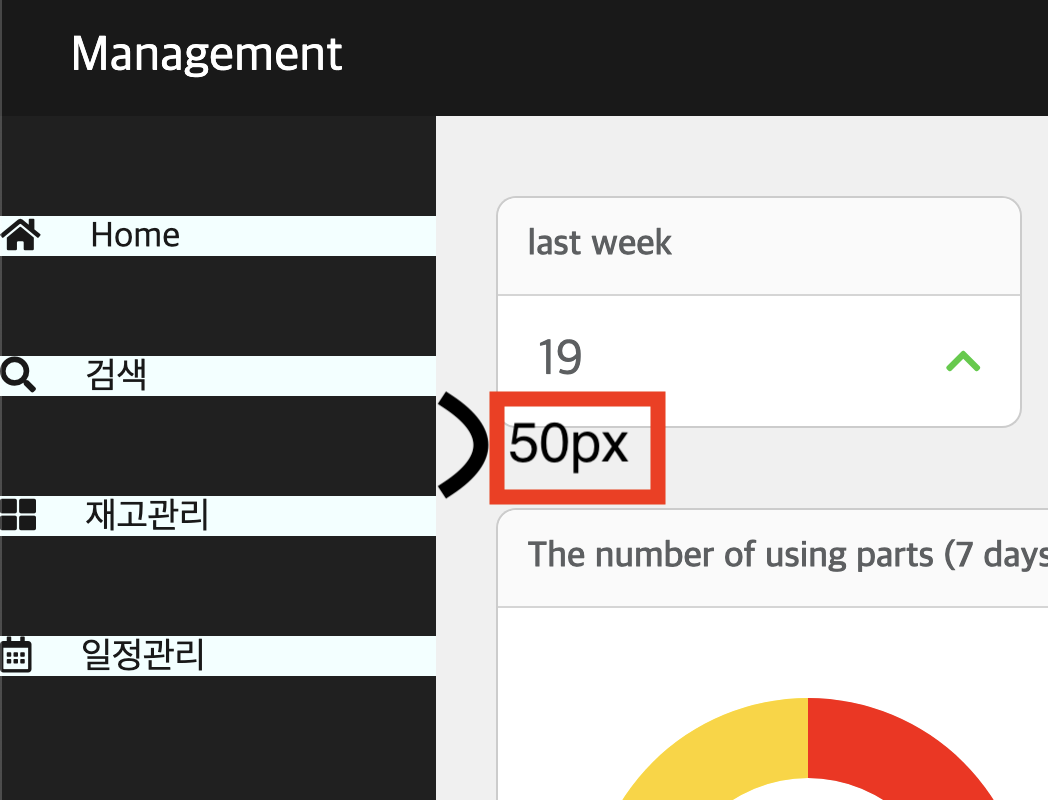 Management
Home
검색
재고관리
일정관리
last week
19
50px
The number of using parts (7 days